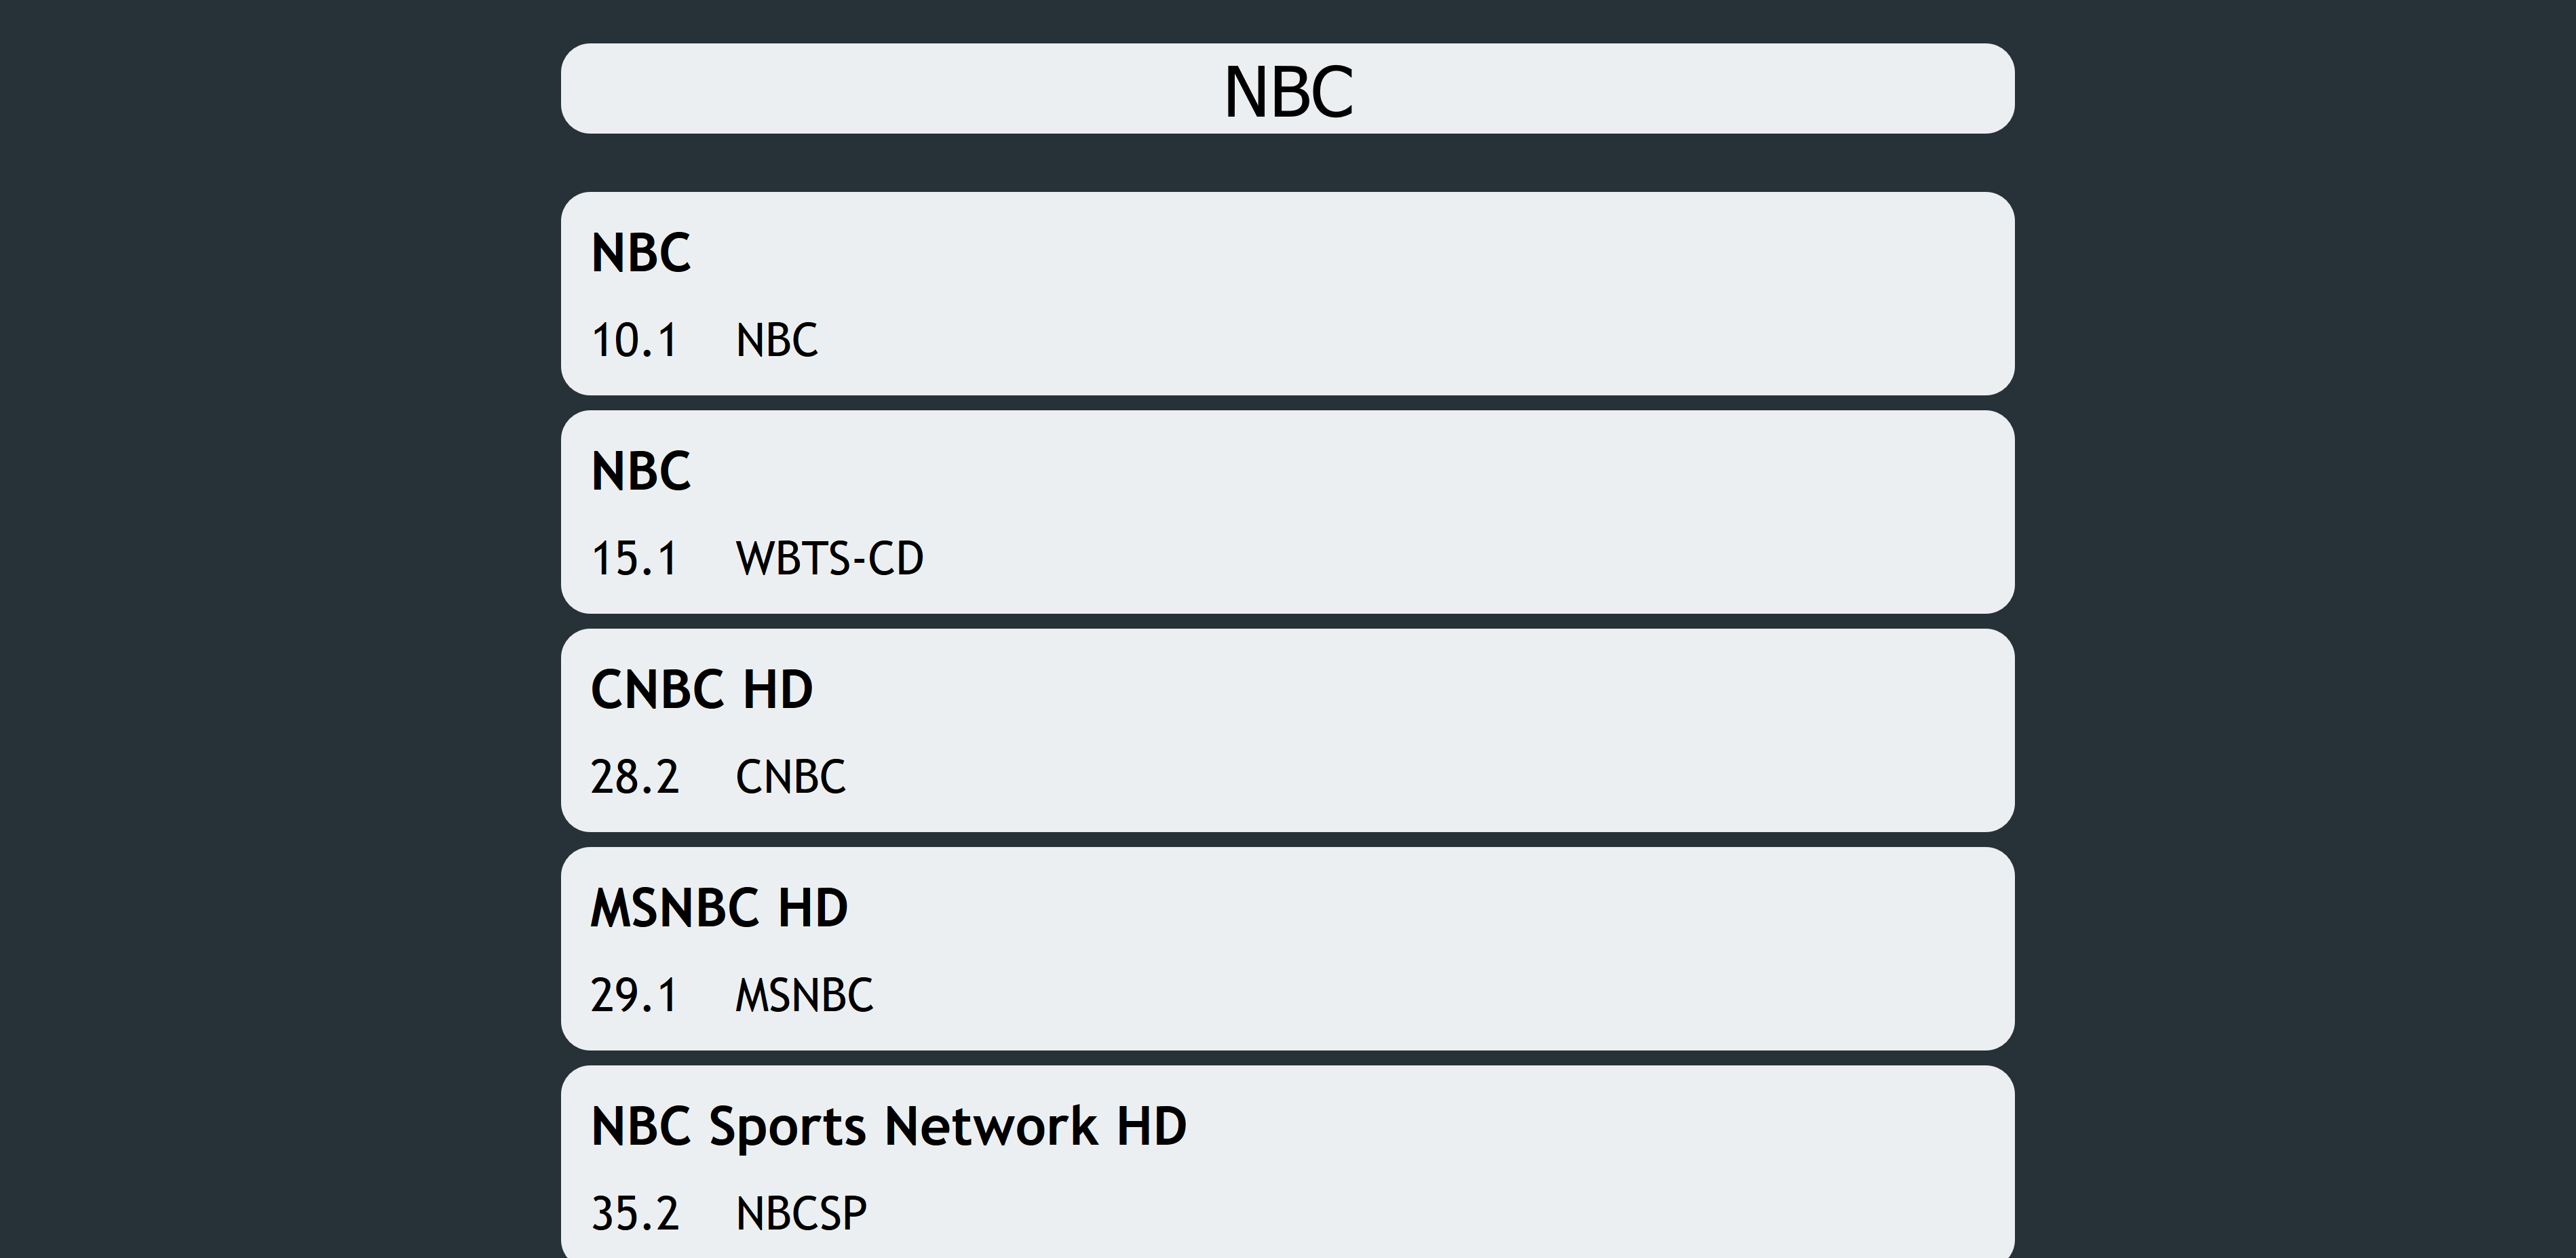 NBC
NBC
10.1 NBC
NBC
15.1 WBTS-CD
CNBC HD
28.2 CNBC
MSNBC HD
29.1 MSNBC
NBC Sports Network HD
35.2 NBCSP